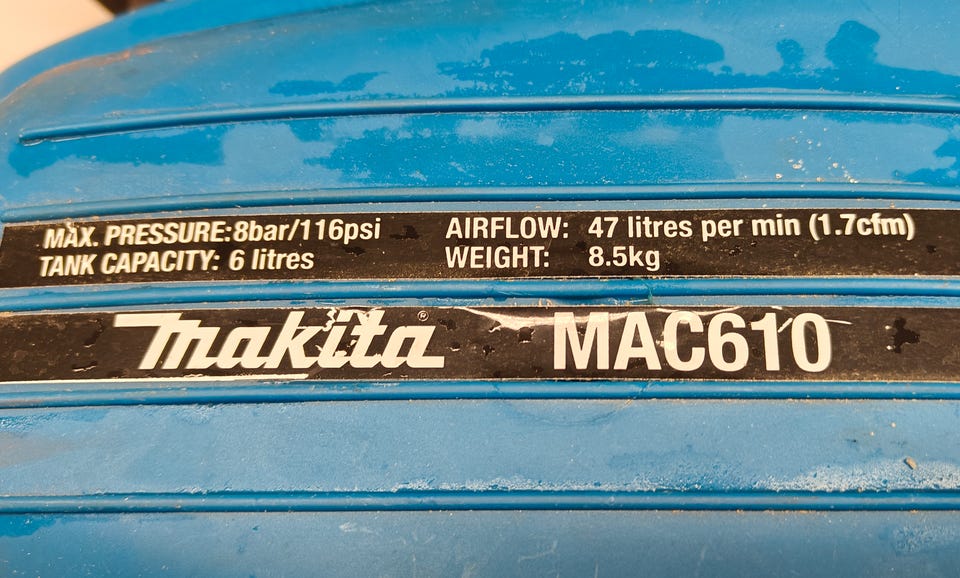 MAX. PRESSURE:8bar/116psi AIRFLOW: 47 litres per min (1.7cfm)
TANK CAPACITY: 6 litres WEIGHT: 8.5kg
makita® MAC610